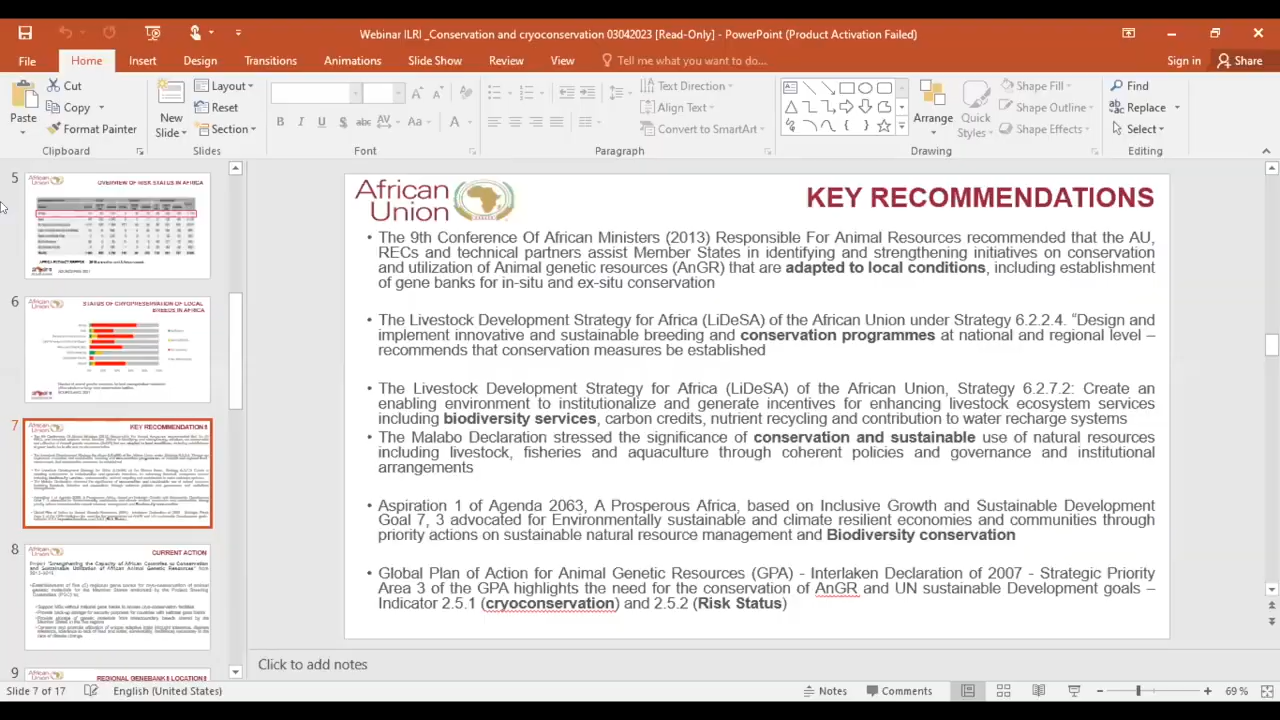 Webinar ILRI _Conservation and cryoconservation 03042023 [Read-Only] - PowerPoint (Product Activation Failed)
File Home Insert Design Transitions Animations Slide Show Review View Tell me what you want to do... Sign in Share
Paste Cut Copy Format Painter New Slide Layout Reset Section Text Direction Align Text Convert to SmartArt Arrange Quick Styles Shape Fill Shape Outline Shape Effects Find Replace Select
Clipboard Slides Font Paragraph Drawing Editing
5
African Union
OVERVIEW OF RISK STATUS IN AFRICA
6
African Union
STATUS OF CRYOPRESERVATION OF LOCAL
BREEDS IN AFRICA
7
KEY RECOMMENDATIONS
8
African Union
CURRENT ACTION
9
African
REGIONAL GENEBANKS LOCATIONS
African
Union
KEY RECOMMENDATIONS
• The 9th Conference Of African Ministers (2013) Responsible For Animal Resources recommended that the AU,
RECs and technical partners assist Member States on identifying and strengthening initiatives on conservation
and utilization of Animal genetic resources (AnGR) that are adapted to local conditions, including establishment
of gene banks for in-situ and ex-situ conservation
• The Livestock Development Strategy for Africa (LiDeSA) of the African Union under Strategy 6.2.2.4. “Design and
implement innovative and sustainable breeding and conservation programmes at national and regional level –
recommends that conservation measures be established
• The Livestock Development Strategy for Africa (LiDeSA) of the African Union, Strategy 6.2.7.2: Create an
enabling environment to institutionalize and generate incentives for enhancing livestock ecosystem services
including biodiversity services, carbon credits, nutrient recycling and contribution to water recharge systems.
• The Malabo declaration stressed the significance of conservation and sustainable use of natural resources
including livestock, fisheries and aquaculture through coherent policies and governance and institutional
arrangements
• Aspiration 1 of Agenda 2063: A Prosperous Africa, based on Inclusive Growth and Sustainable Development
Goal 7, 3 advocated for Environmentally sustainable and climate resilient economies and communities through
priority actions on sustainable natural resource management and Biodiversity conservation
• Global Plan of Action for Animal Genetic Resources (GPA) -Interlaken Declaration of 2007 - Strategic Priority
Area 3 of the GPA highlights the need for the conservation of AnGR and UN sustainable Development goals –
Indicator 2.5.1 (Cryoconservation) and 2.5.2 (Risk Status)
Click to add notes
Slide 7 of 17 English (United States) Notes Comments 69 %